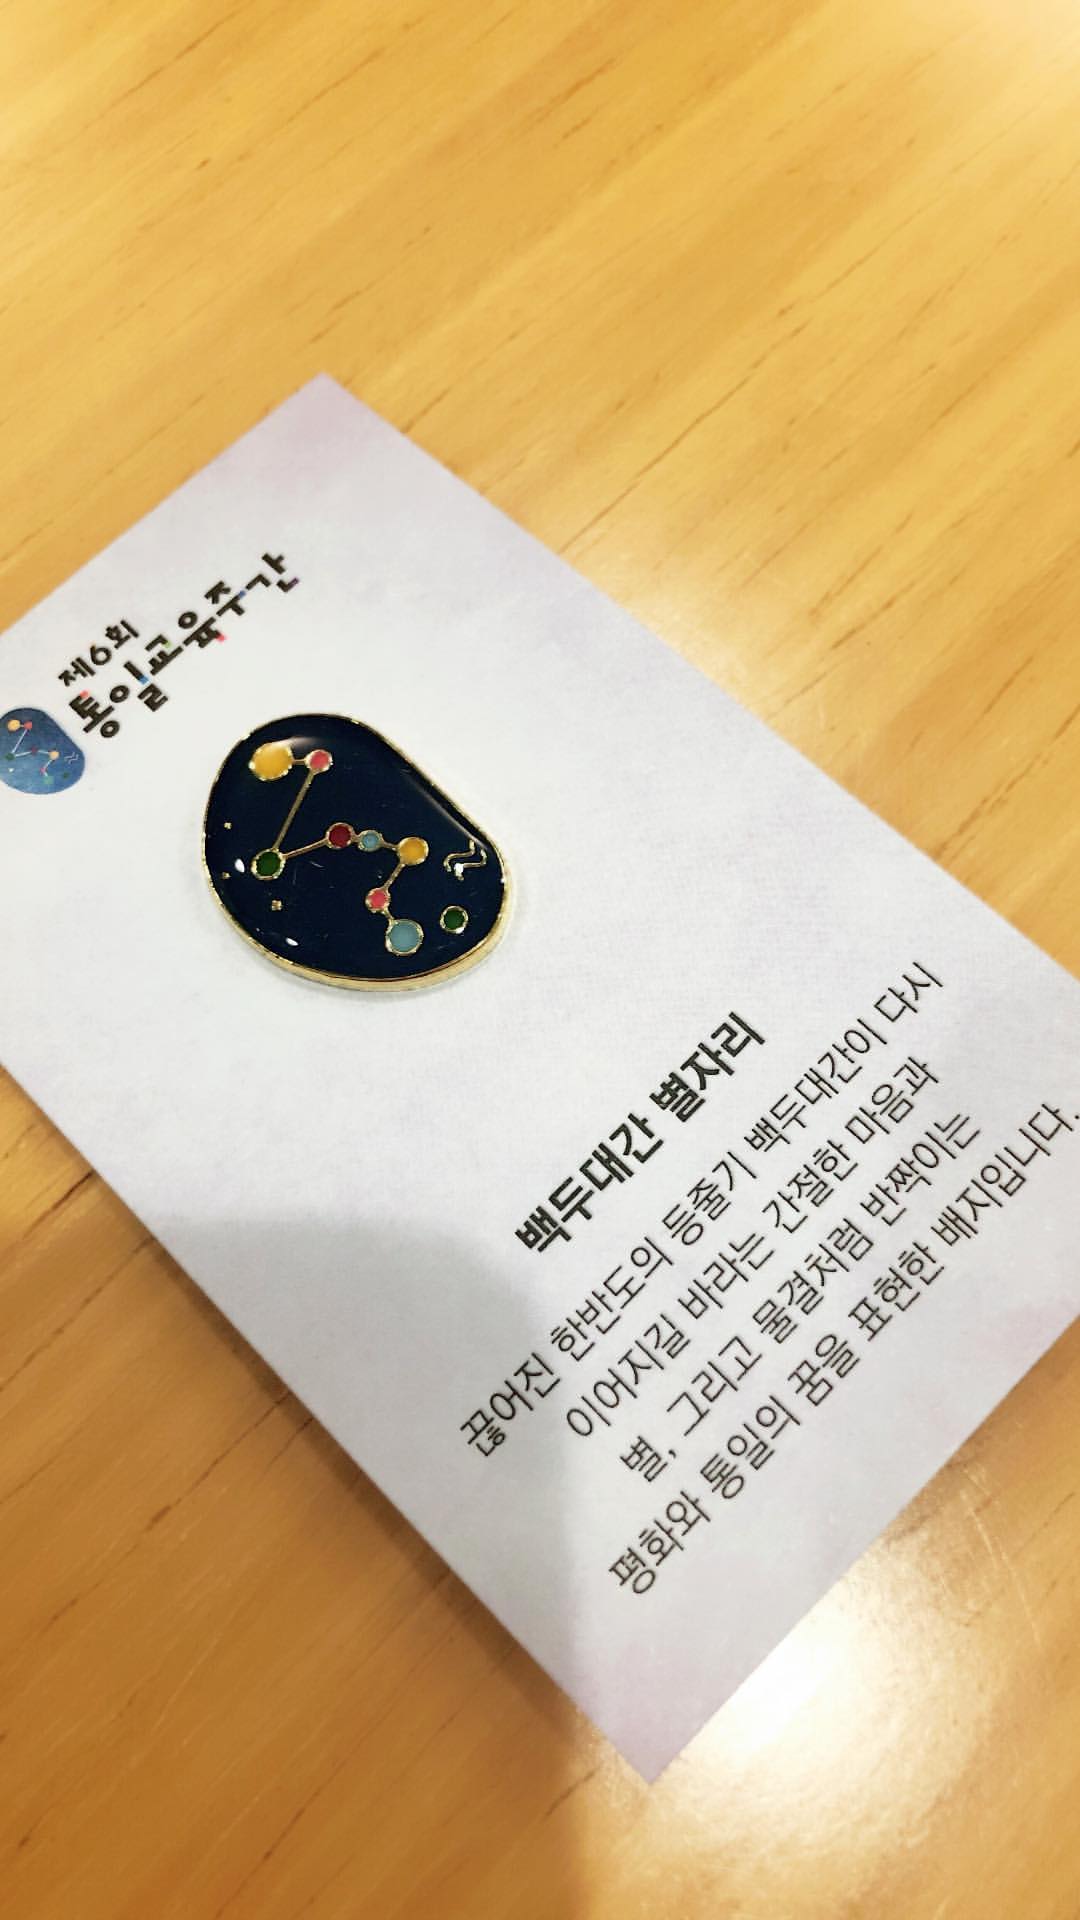 제6회
통일교육주간
백두대간 별자리
끊어진 한반도의 등줄기 백두대간이 다시
이어지길 바라는 간절한 마음과
별, 그리고 물결처럼 반짝이는
평화와 통일의 꿈을 표현한 배지입니다.